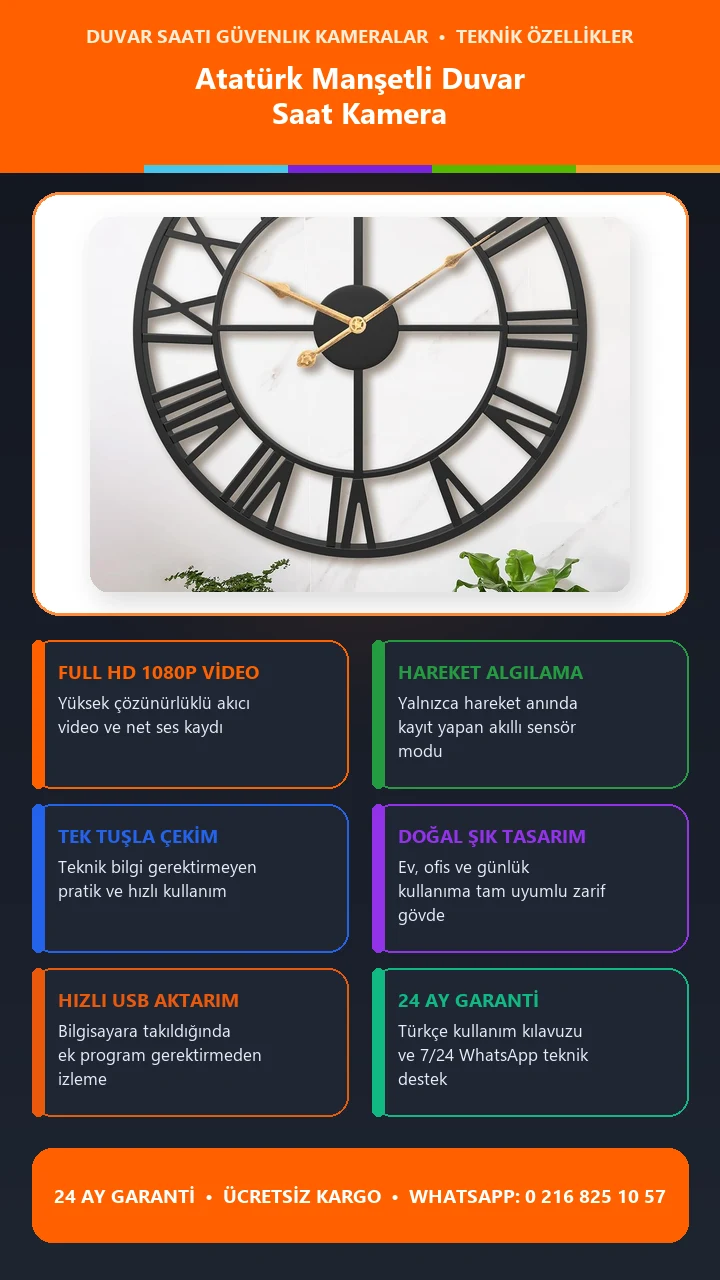 DUVAR SAATI GÜVENLIK KAMERALAR • TEKNİK ÖZELLİKLER
Atatürk Manşetli Duvar
Saat Kamera
FULL HD 1080P VİDEO
Yüksek çözünürlüklü akıcı
video ve net ses kaydı
HAREKET ALGILAMA
Yalnızca hareket anında
kayıt yapan akıllı sensör
modu
TEK TUŞLA ÇEKİM
Teknik bilgi gerektirmeyen
pratik ve hızlı kullanım
DOĞAL ŞIK TASARIM
Ev, ofis ve günlük
kullanıma tam uyumlu zarif
gövde
HIZLI USB AKTARIM
Bilgisayara takıldığında
ek program gerektirmeden
izleme
24 AY GARANTİ
Türkçe kullanım kılavuzu
ve 7/24 WhatsApp teknik
destek
24 AY GARANTİ • ÜCRETSİZ KARGO • WHATSAPP: 0 216 825 10 57